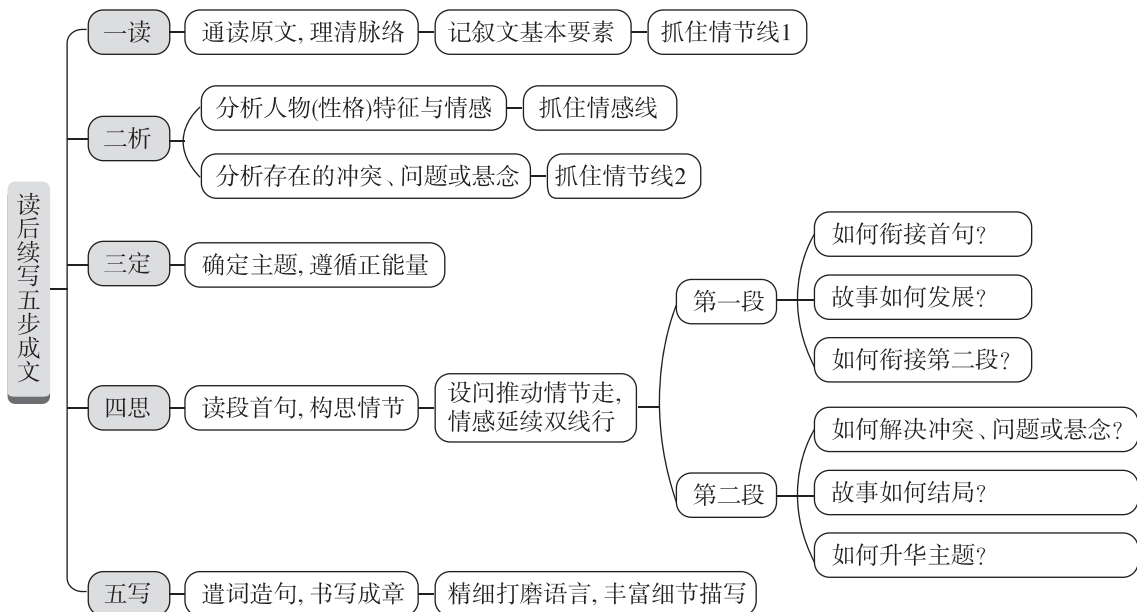 读后续写五步成文
一读
通读原文, 理清脉络
记叙文基本要素
抓住情节线1
二析
分析人物(性格)特征与情感
抓住情感线
分析存在的冲突、问题或悬念
抓住情节线2
三定
确定主题, 遵循正能量
四思
读段首句, 构思情节
设问推动情节走,
情感延续双线行
第一段
如何衔接首句?
故事如何发展?
如何衔接第二段?
第二段
如何解决冲突、问题或悬念?
故事如何结局?
如何升华主题?
五写
遣词造句, 书写成章
精细打磨语言, 丰富细节描写